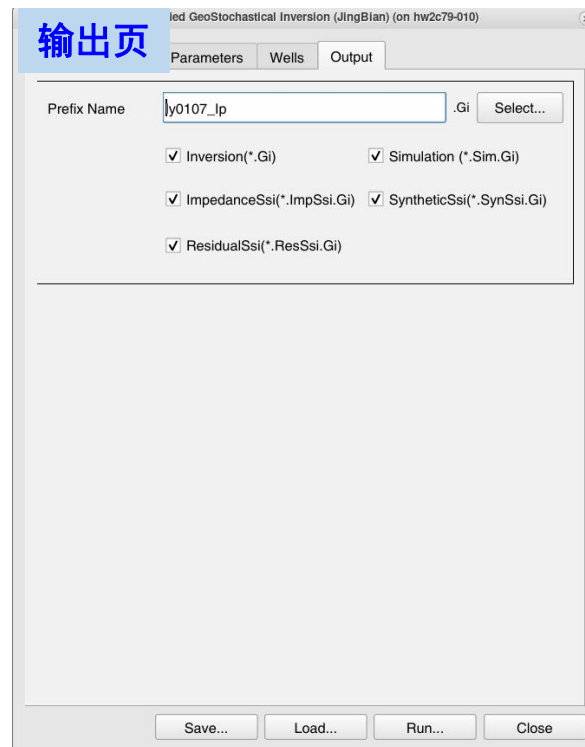 输出页
ied GeoStochastical Inversion (JingBian) (on hw2c79-010)
Parameters Wells Output
Prefix Name ly0107_Ip .Gi Select...
Inversion(*.Gi) Simulation (*.Sim.Gi)
ImpedanceSsi(*.ImpSsi.Gi) SyntheticSsi(*.SynSsi.Gi)
ResidualSsi(*.ResSsi.Gi)
Save... Load... Run... Close